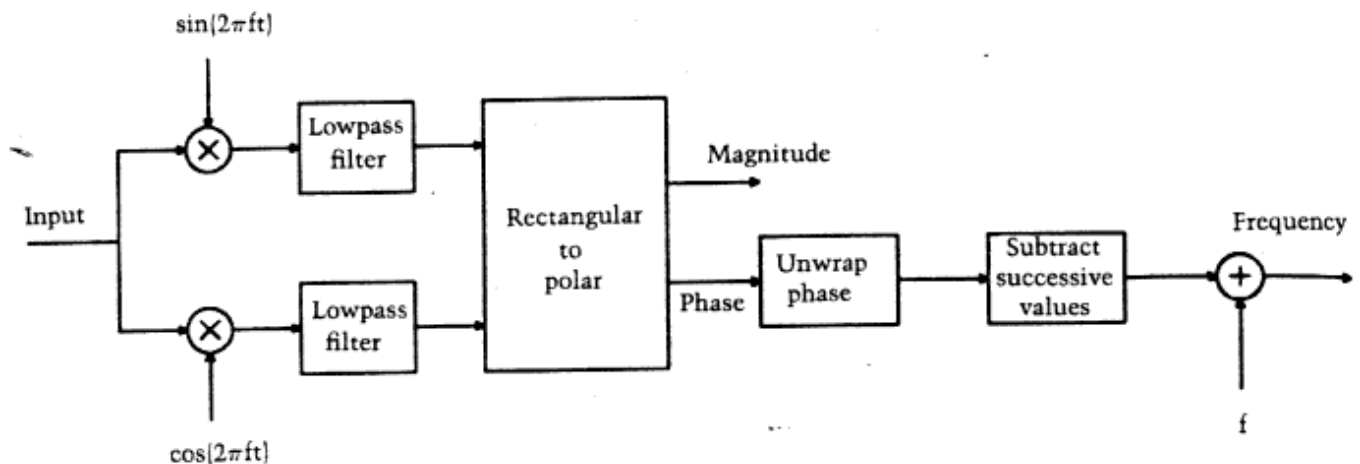 sin(2πft)
Lowpass
filter
Magnitude
Input
Rectangular
to
polar
Frequency
Unwrap
phase
Subtract
successive
values
Phase
Lowpass
filter
cos(2πft)
f